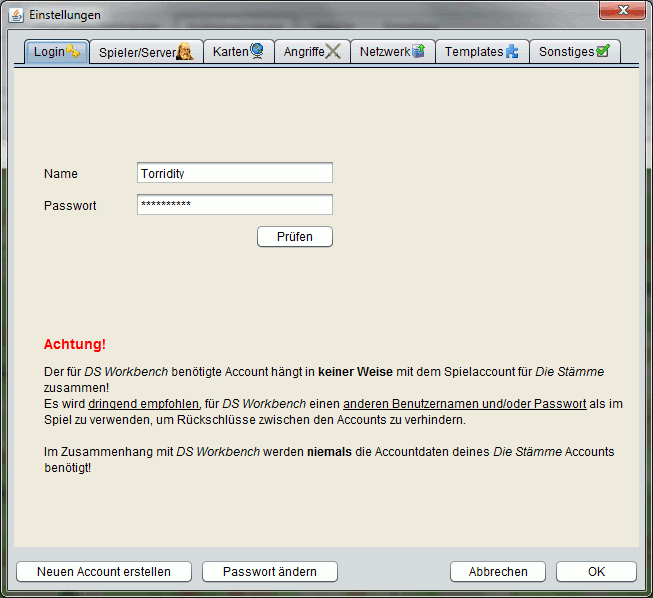 Einstellungen
Login Spieler/Server Karten Angriffe Netzwerk Templates Sonstiges
Name Torridity
Passwort **********
Prüfen
Achtung!
Der für DS Workbench benötigte Account hängt in keiner Weise mit dem Spielaccount für Die Stämme
zusammen!
Es wird dringend empfohlen, für DS Workbench einen anderen Benutzernamen und/oder Passwort als im
Spiel zu verwenden, um Rückschlüsse zwischen den Accounts zu verhindern.
Im Zusammenhang mit DS Workbench werden niemals die Accountdaten deines Die Stämme Accounts
benötigt!
Neuen Account erstellen Passwort ändern Abbrechen OK